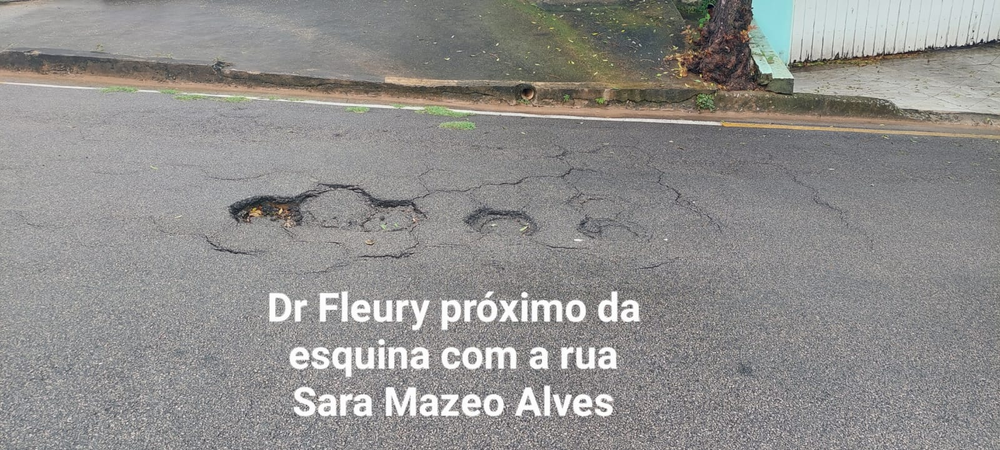 Dr Fleury próximo da
esquina com a rua
Sara Mazeo Alves